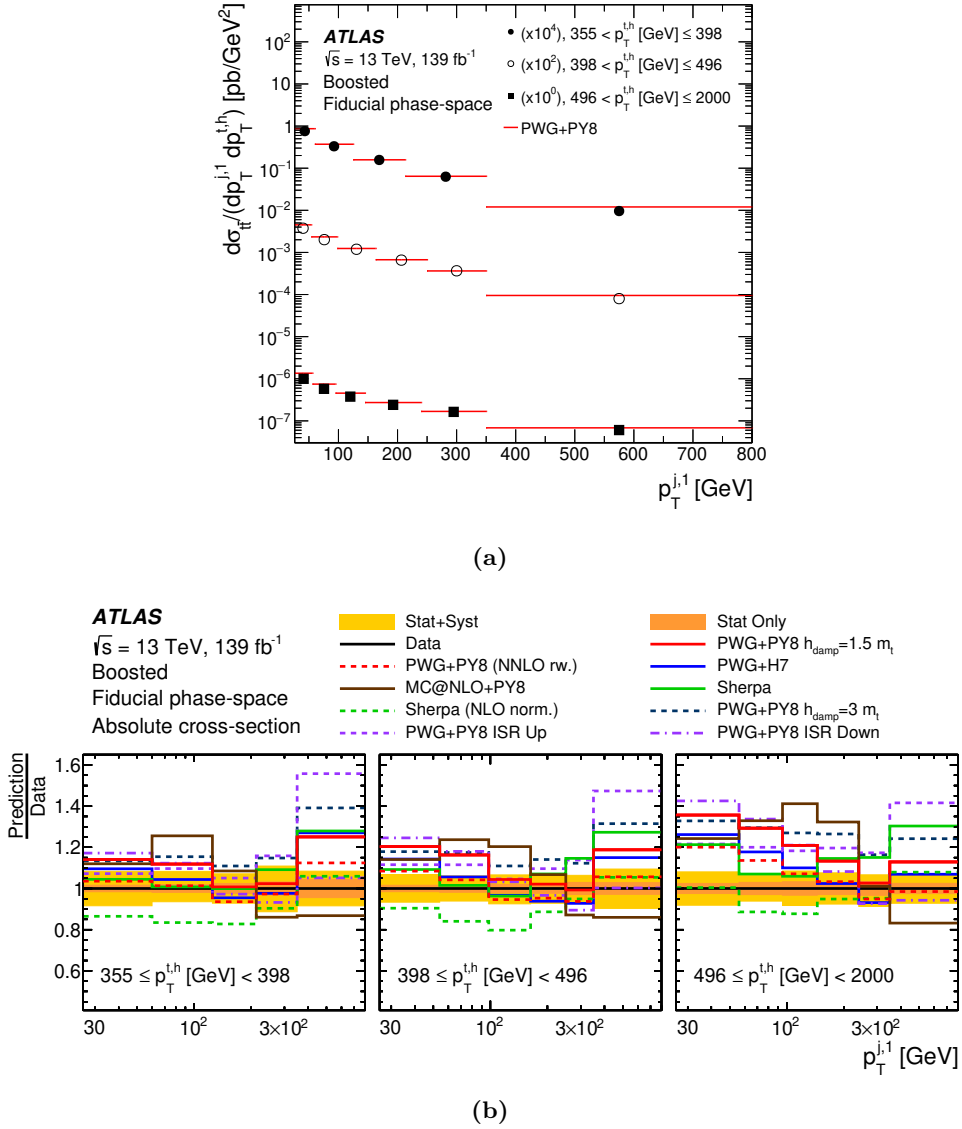 ATLAS
√s = 13 TeV, 139 fb⁻¹
Boosted
Fiducial phase-space
(x10⁴), 355 < p_T^{t,h} [GeV] ≤ 398
(x10²), 398 < p_T^{t,h} [GeV] ≤ 496
(x10⁰), 496 < p_T^{t,h} [GeV] ≤ 2000
PWG+PY8
dσ_{tt̄}/(dp_T^{j,1} dp_T^{t,h}) [pb/GeV²]
10²
10
1
10⁻¹
10⁻²
10⁻³
10⁻⁴
10⁻⁵
10⁻⁶
10⁻⁷
100 200 300 400 500 600 700 800
p_T^{j,1} [GeV]
(a)
ATLAS
√s = 13 TeV, 139 fb⁻¹
Boosted
Fiducial phase-space
Absolute cross-section
Stat+Syst
Data
PWG+PY8 (NNLO rw.)
MC@NLO+PY8
Sherpa (NLO norm.)
PWG+PY8 ISR Up
Stat Only
PWG+PY8 h_{damp}=1.5 m_t
PWG+H7
Sherpa
PWG+PY8 h_{damp}=3 m_t
PWG+PY8 ISR Down
Prediction
Data
1.6
1.4
1.2
1
0.8
0.6
355 ≤ p_T^{t,h} [GeV] < 398
398 ≤ p_T^{t,h} [GeV] < 496
496 ≤ p_T^{t,h} [GeV] < 2000
30 10² 3×10²
30 10² 3×10²
30 10² 3×10²
p_T^{j,1} [GeV]
(b)